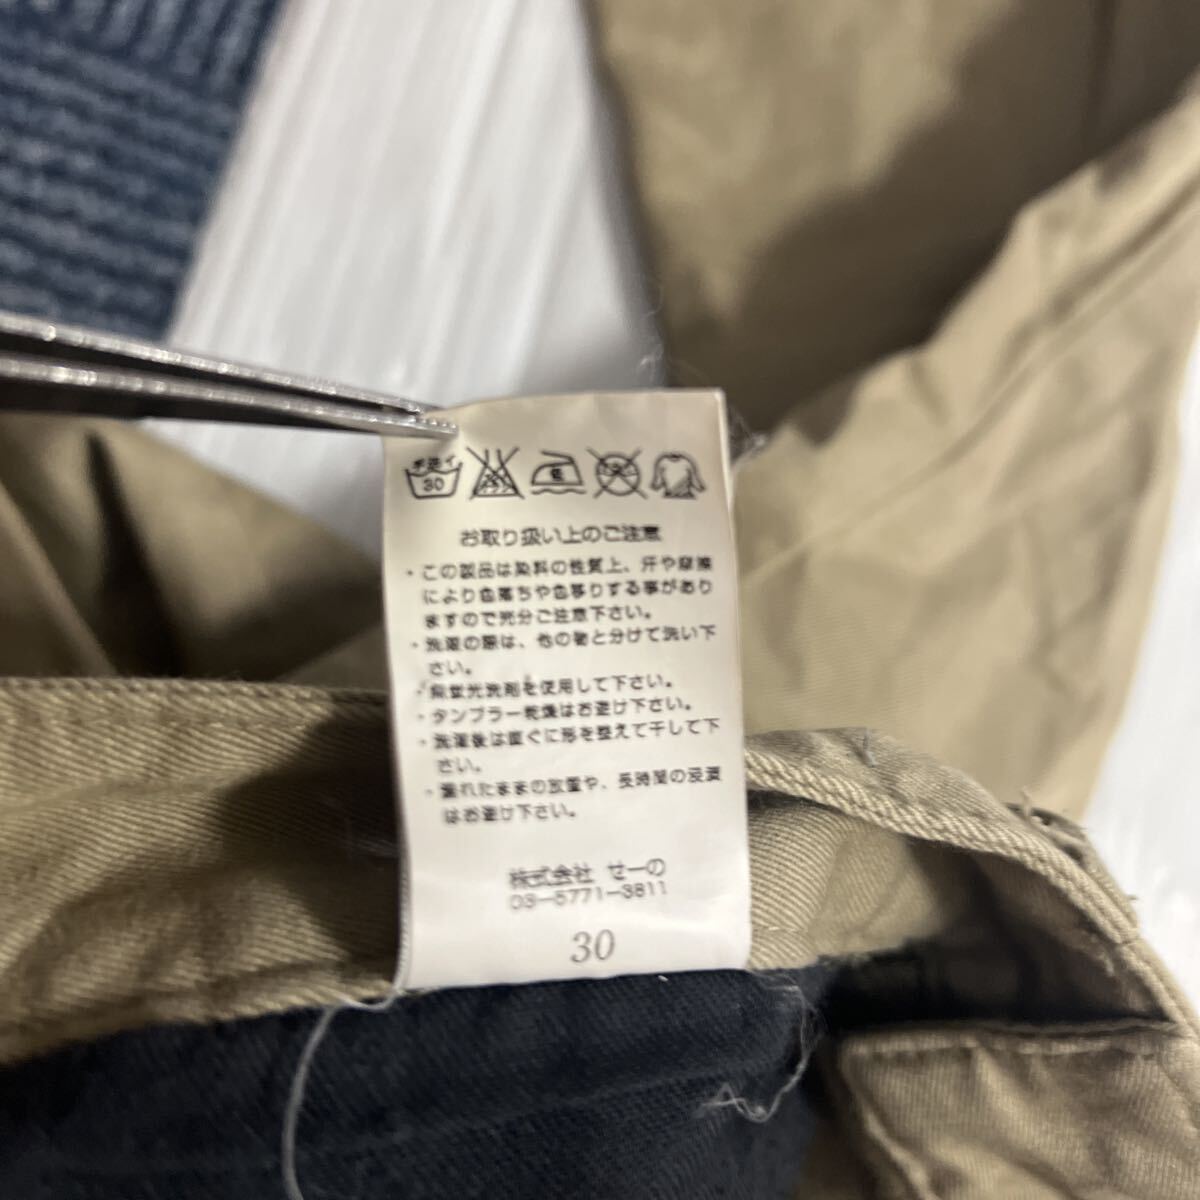 手洗イ 30 中
お取り扱い上のご注意
・この製品は染料の性質上、汗や摩擦
により色落ちや色移りする事があり
ますので充分ご注意下さい。
・洗濯の際は、他の物と分けて洗い下
さい。
・無蛍光洗剤を使用して下さい。
・タンブラー乾燥はお避け下さい。
・洗濯後は直ぐに形を整えて干して下
さい。
・濡れたままの放置や、長時間の浸漬
はお避け下さい。
株式会社 せーの
03-5771-3811
30